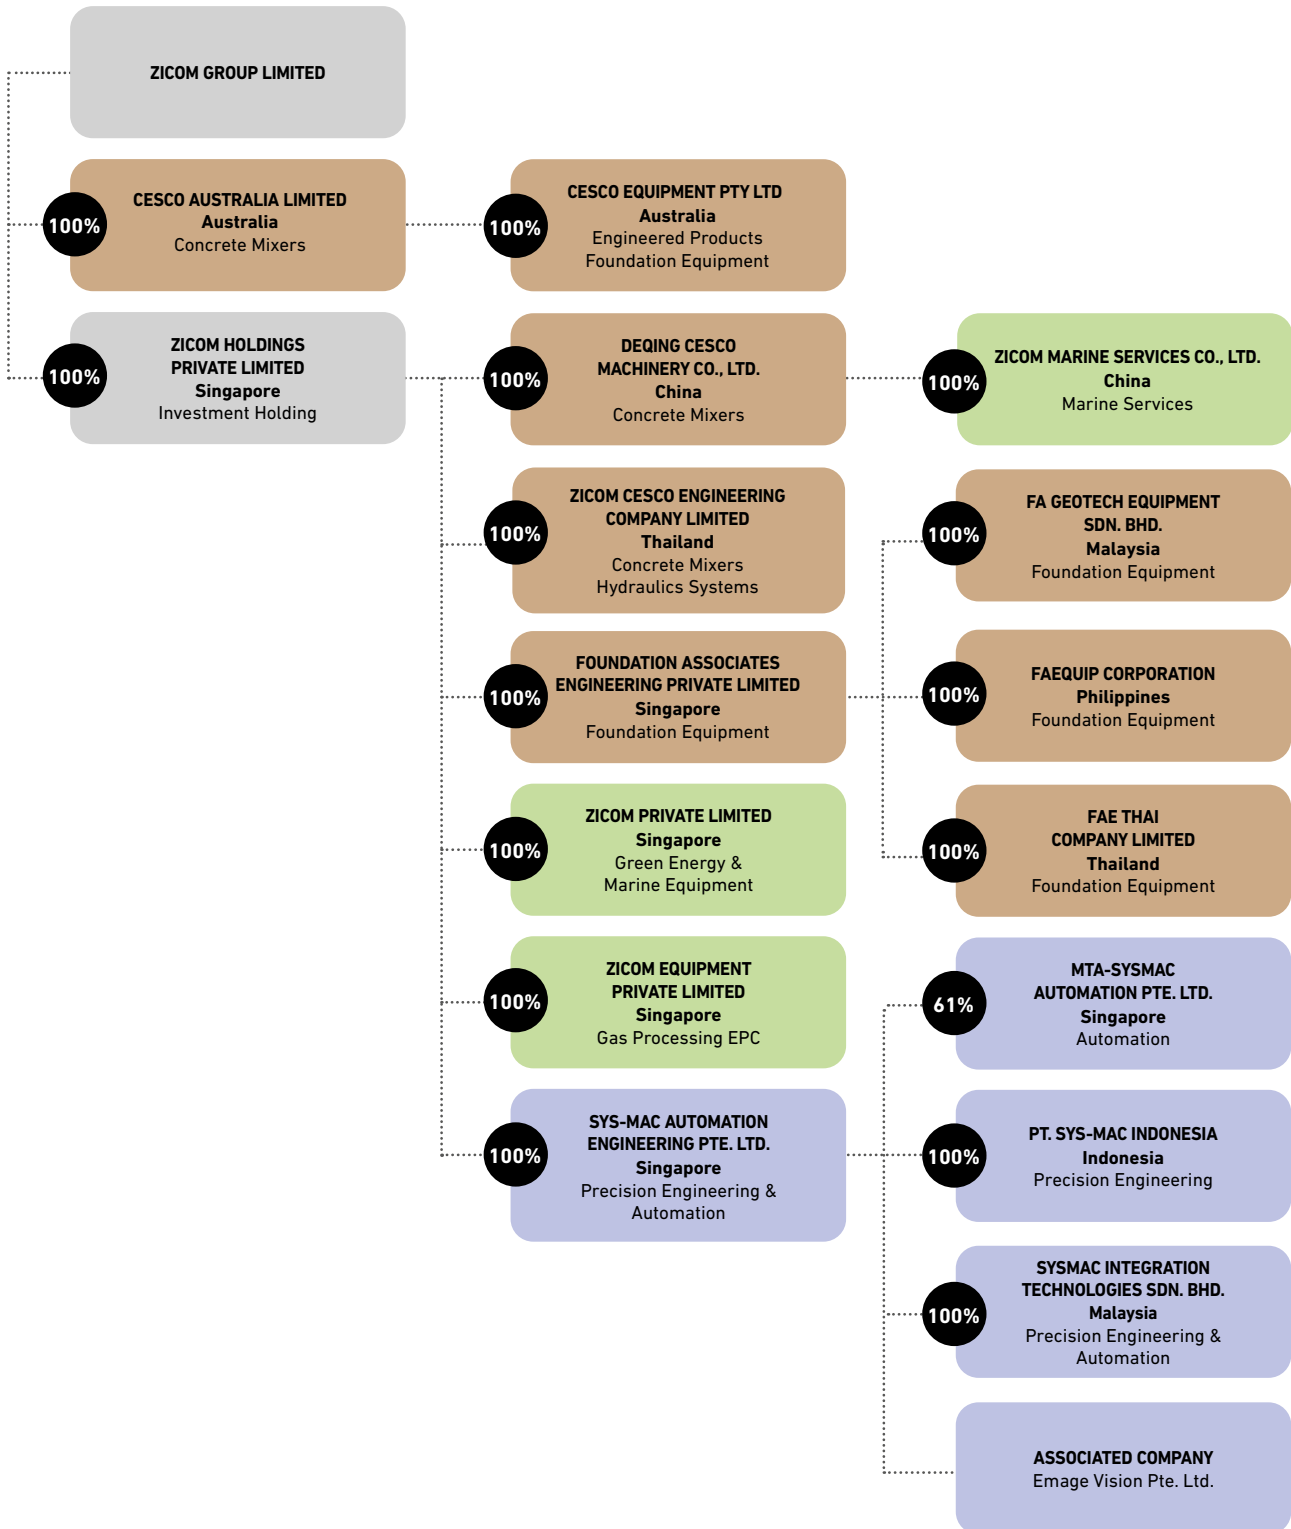 ZICOM GROUP LIMITED
100%
CESCO AUSTRALIA LIMITED
Australia
Concrete Mixers
100%
CESCO EQUIPMENT PTY LTD
Australia
Engineered Products
Foundation Equipment
100%
ZICOM HOLDINGS
PRIVATE LIMITED
Singapore
Investment Holding
100%
DEQING CESCO
MACHINERY CO., LTD.
China
Concrete Mixers
100%
ZICOM MARINE SERVICES CO., LTD.
China
Marine Services
100%
ZICOM CESCO ENGINEERING
COMPANY LIMITED
Thailand
Concrete Mixers
Hydraulics Systems
100%
FOUNDATION ASSOCIATES
ENGINEERING PRIVATE LIMITED
Singapore
Foundation Equipment
100%
FA GEOTECH EQUIPMENT
SDN. BHD.
Malaysia
Foundation Equipment
100%
FAEQUIP CORPORATION
Philippines
Foundation Equipment
100%
FAE THAI
COMPANY LIMITED
Thailand
Foundation Equipment
100%
ZICOM PRIVATE LIMITED
Singapore
Green Energy &
Marine Equipment
100%
ZICOM EQUIPMENT
PRIVATE LIMITED
Singapore
Gas Processing EPC
100%
SYS-MAC AUTOMATION
ENGINEERING PTE. LTD.
Singapore
Precision Engineering &
Automation
61%
MTA-SYSMAC
AUTOMATION PTE. LTD.
Singapore
Automation
100%
PT. SYS-MAC INDONESIA
Indonesia
Precision Engineering
100%
SYSMAC INTEGRATION
TECHNOLOGIES SDN. BHD.
Malaysia
Precision Engineering &
Automation
ASSOCIATED COMPANY
Emage Vision Pte. Ltd.